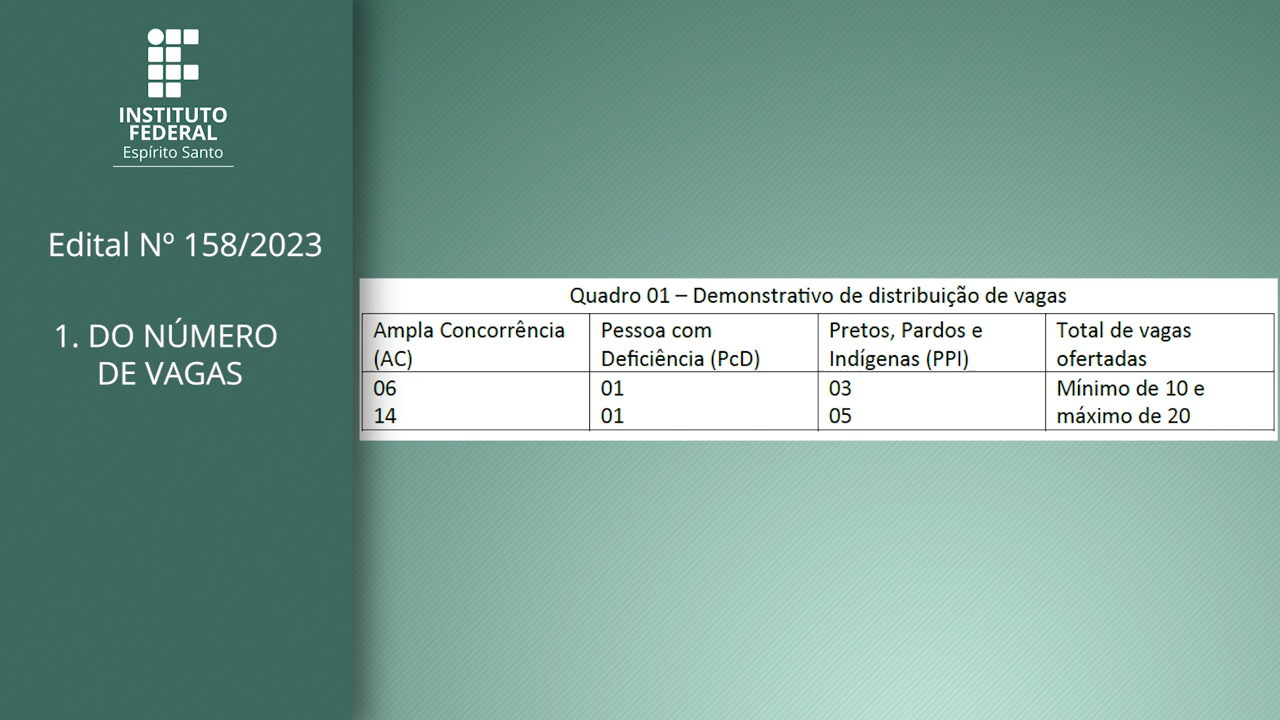 INSTITUTO
FEDERAL
Espírito Santo
Edital Nº 158/2023
1. DO NÚMERO
DE VAGAS
Quadro 01 – Demonstrativo de distribuição de vagas
Ampla Concorrência (AC)
Pessoa com Deficiência (PcD)
Pretos, Pardos e Indígenas (PPI)
Total de vagas ofertadas
06 01 03 Mínimo de 10 e
14 01 05 máximo de 20